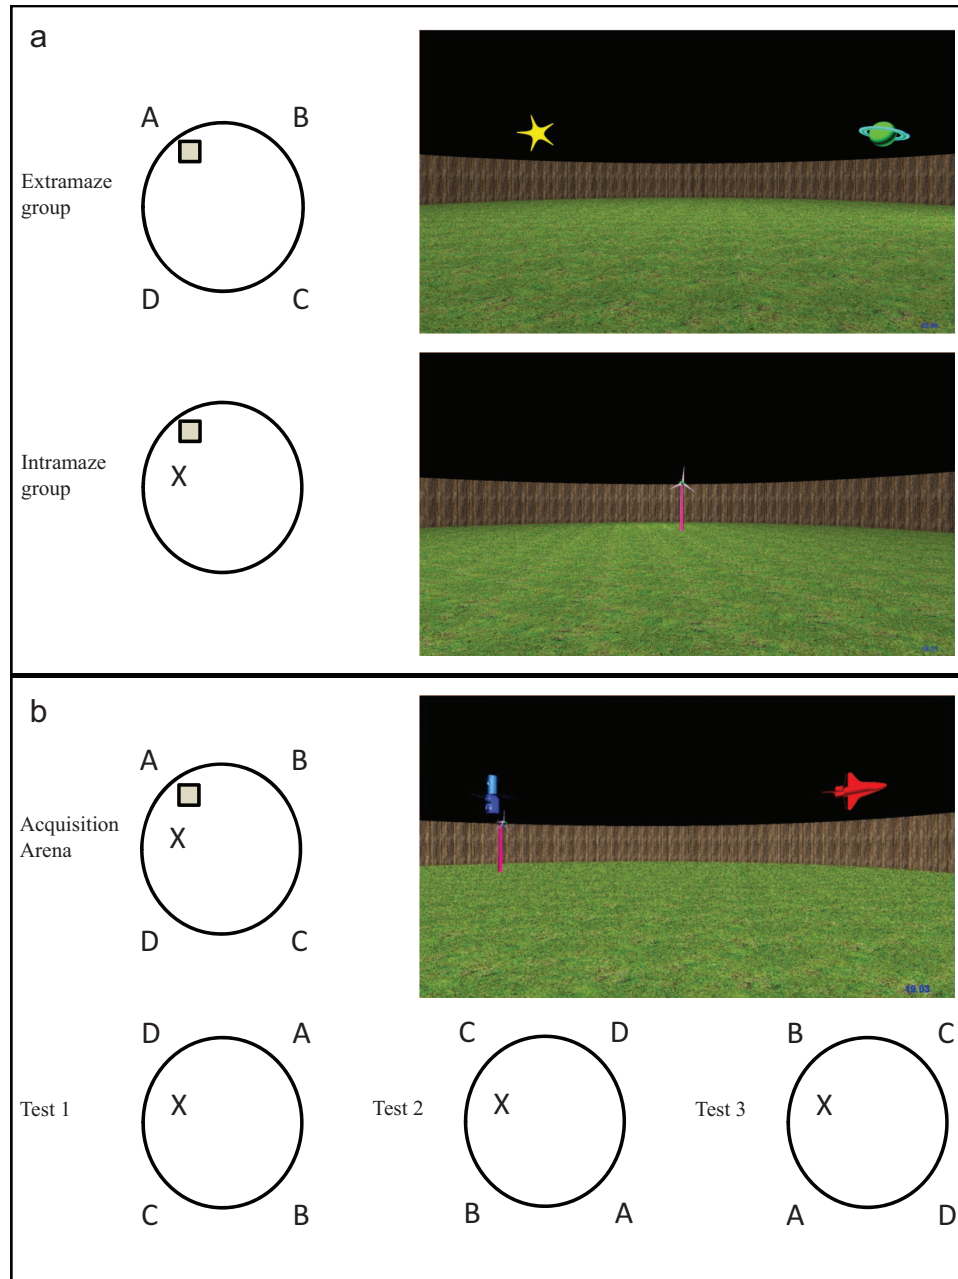 a
A B
Extramaze
group
D C
Intramaze
group
X
b
A B
Acquisition
Arena
X
D C
19.03
D A
Test 1
X
C B
C D
Test 2
X
B A
B C
Test 3
X
A D